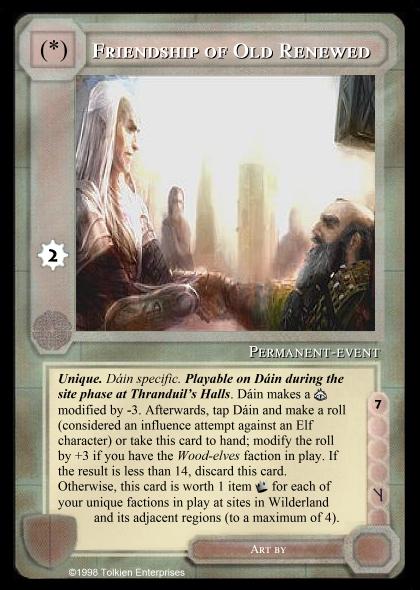 (*)
Friendship of Old Renewed
2
Permanent-event
Unique. Dáin specific. Playable on Dáin during the
site phase at Thranduil's Halls. Dáin makes a
modified by -3. Afterwards, tap Dáin and make a roll
(considered an influence attempt against an Elf
character) or take this card to hand; modify the roll
by +3 if you have the Wood-elves faction in play. If
the result is less than 14, discard this card.
Otherwise, this card is worth 1 item for each of
your unique factions in play at sites in Wilderland
and its adjacent regions (to a maximum of 4).
7
Art by
©1998 Tolkien Enterprises